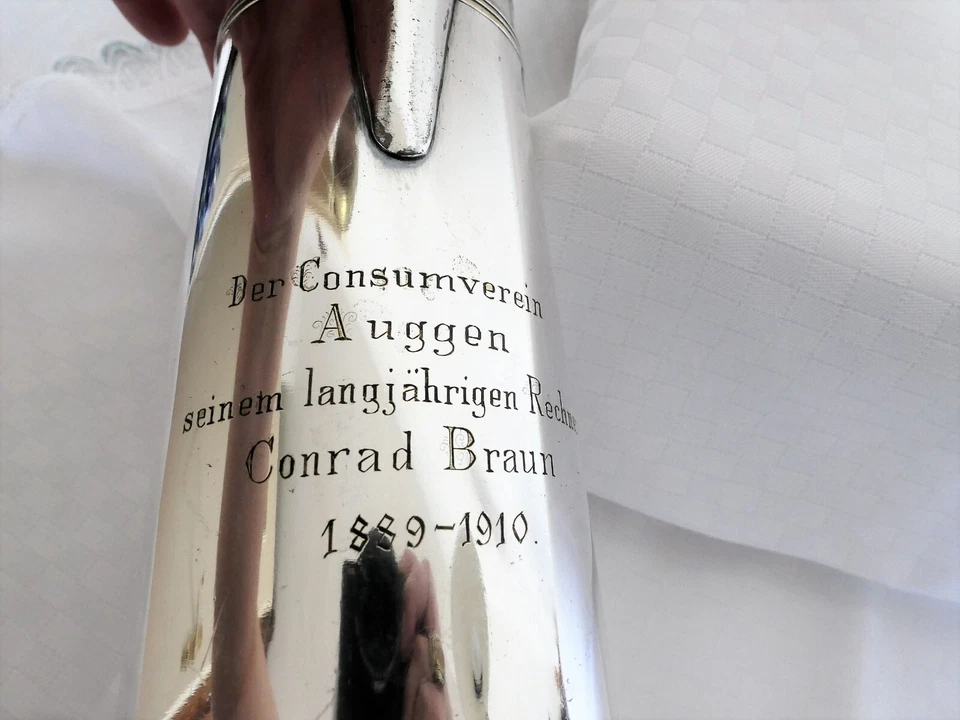 Der Consumverein
Auggen
seinem langjährigen
Conrad Braun
1889-1910.